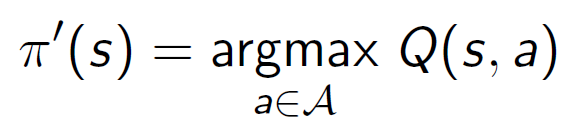 π′(s) = argmax Q(s, a)
a∈𝒜